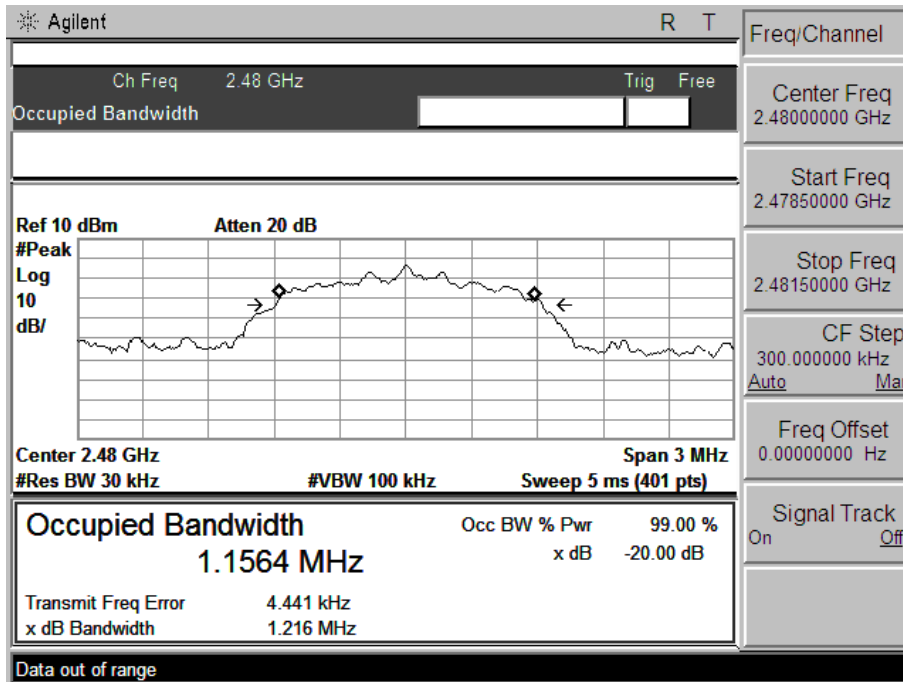 Agilent R T
Freq/Channel
Ch Freq 2.48 GHz Trig Free
Occupied Bandwidth
Center Freq
2.48000000 GHz
Start Freq
2.47850000 GHz
Stop Freq
2.48150000 GHz
CF Step
300.000000 kHz
Auto Mar
Freq Offset
0.00000000 Hz
Signal Track
On Off
Ref 10 dBm Atten 20 dB
#Peak
Log
10
dB/
Center 2.48 GHz Span 3 MHz
#Res BW 30 kHz #VBW 100 kHz Sweep 5 ms (401 pts)
Occupied Bandwidth Occ BW % Pwr 99.00 %
1.1564 MHz x dB -20.00 dB
Transmit Freq Error 4.441 kHz
x dB Bandwidth 1.216 MHz
Data out of range